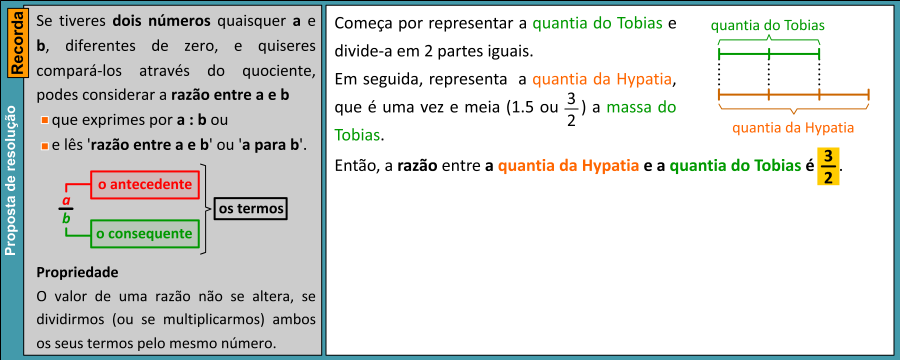 Proposta de resolução
Recorda
Se tiveres dois números quaisquer a e
b, diferentes de zero, e quiseres
compará-los através do quociente,
podes considerar a razão entre a e b
que exprimes por a : b ou
e lês 'razão entre a e b' ou 'a para b'.
a
b
o antecedente
o consequente
os termos
Propriedade
O valor de uma razão não se altera, se
dividirmos (ou se multiplicarmos) ambos
os seus termos pelo mesmo número.
Começa por representar a quantia do Tobias e
divide-a em 2 partes iguais.
Em seguida, representa a quantia da Hypatia,
que é uma vez e meia (1.5 ou 3/2) a massa do
Tobias.
Então, a razão entre a quantia da Hypatia e a quantia do Tobias é 3/2.
quantia do Tobias
quantia da Hypatia